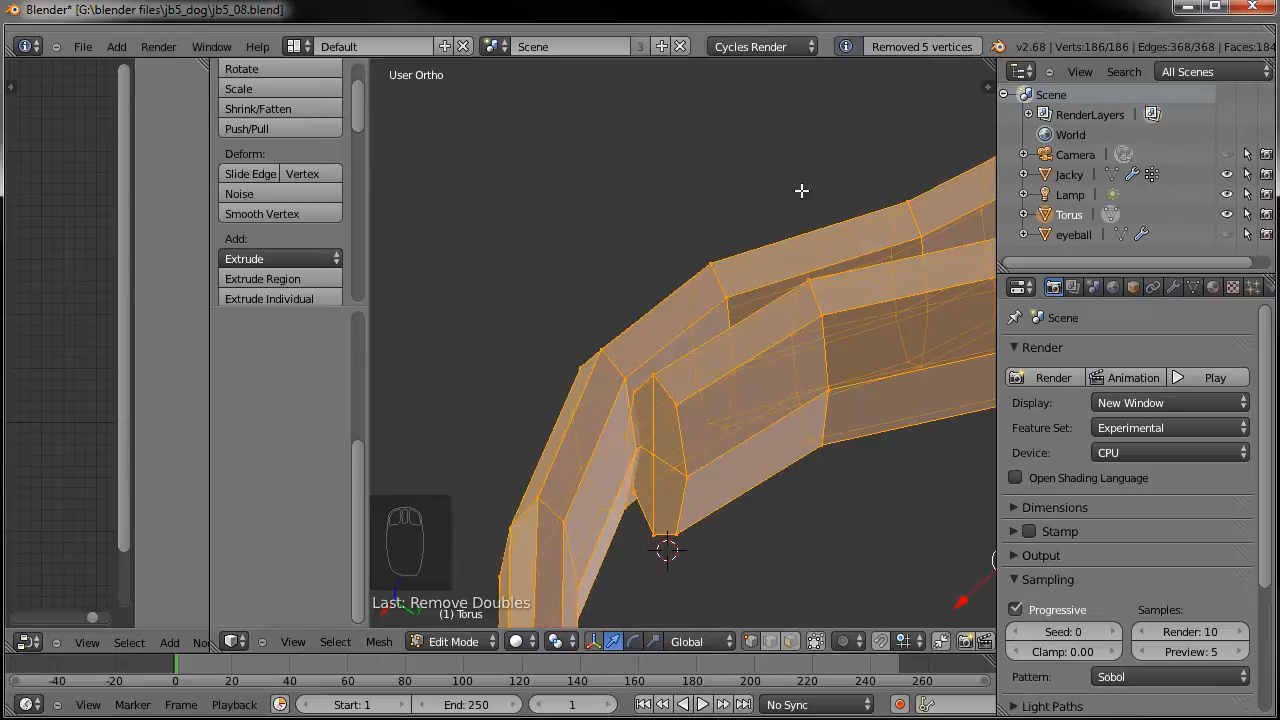 Blender* [G:\blender files\jb5_dog\jb5_08.blend]
File Add Render Window Help Default Scene 3 Cycles Render Removed 5 vertices v2.68 | Verts:186/186 | Edges:368/368 | Faces:184
View Search All Scenes
Rotate
Scale
Shrink/Fatten
Push/Pull
Deform:
Slide Edge Vertex
Noise
Smooth Vertex
Add:
Extrude
Extrude Region
Extrude Individual
User Ortho
Last: Remove Doubles
(1) Torus
Scene
RenderLayers |
World
Camera
Jacky
Lamp
Torus
eyeball
Scene
Render
Render Animation Play
Display: New Window
Feature Set: Experimental
Device: CPU
Open Shading Language
Dimensions
Stamp
Output
Sampling
Progressive Samples:
Seed: 0 Render: 10
Clamp: 0.00 Preview: 5
Pattern: Sobol
Light Paths
View Select Add No View Select Mesh Edit Mode Global
-40 -20 0 20 40 60 80 100 120 140 160 180 200 220 240 260
View Marker Frame Playback Start: 1 End: 250 1 No Sync